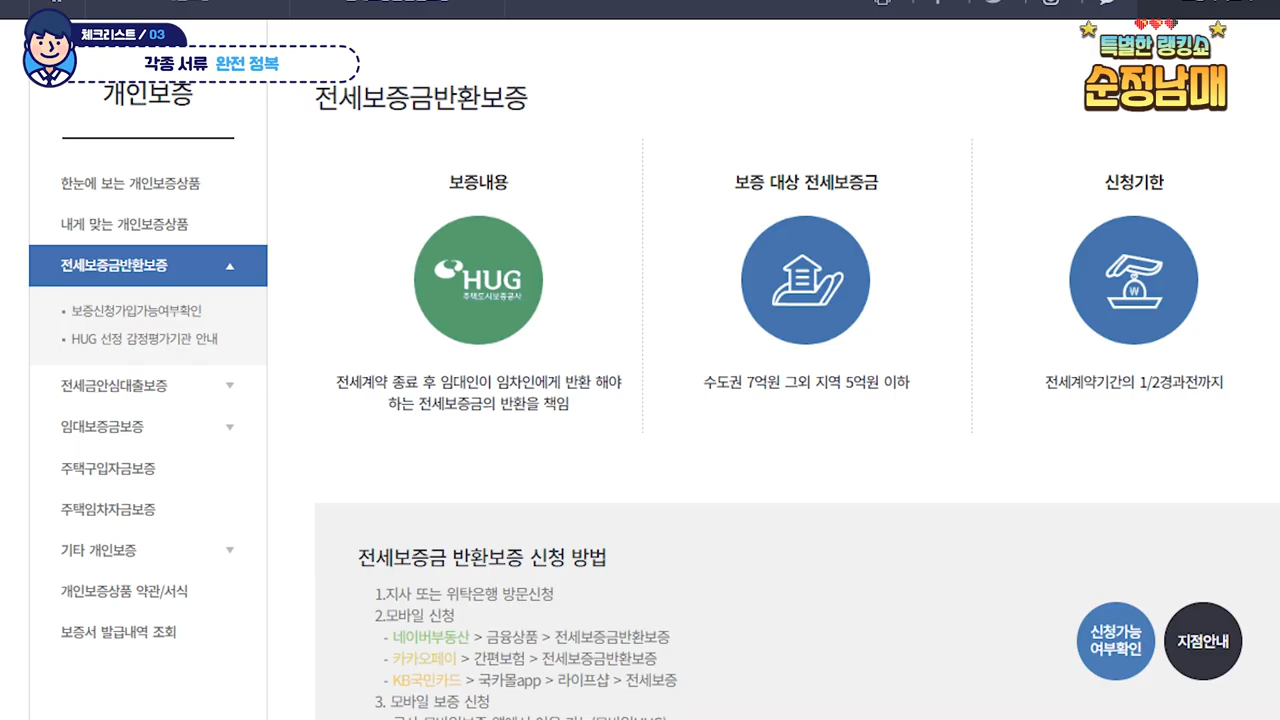 체크리스트 / 03
각종 서류 완전 정복
특별한 랭킹쇼
순정남매
개인보증
한눈에 보는 개인보증상품
내게 맞는 개인보증상품
전세보증금반환보증
• 보증신청가입가능여부확인
• HUG 선정 감정평가기관 안내
전세금안심대출보증
임대보증금보증
주택구입자금보증
주택임차자금보증
기타 개인보증
개인보증상품 약관/서식
보증서 발급내역 조회
전세보증금반환보증
보증내용
HUG
주택도시보증공사
전세계약 종료 후 임대인이 임차인에게 반환 해야
하는 전세보증금의 반환을 책임
보증 대상 전세보증금
수도권 7억원 그외 지역 5억원 이하
신청기한
₩
전세계약기간의 1/2경과전까지
전세보증금 반환보증 신청 방법
1.지사 또는 위탁은행 방문신청
2.모바일 신청
- 네이버부동산 > 금융상품 > 전세보증금반환보증
- 카카오페이 > 간편보험 > 전세보증금반환보증
- KB국민카드 > 국카몰app > 라이프샵 > 전세보증
3. 모바일 보증 신청
신청가능
여부확인
지점안내